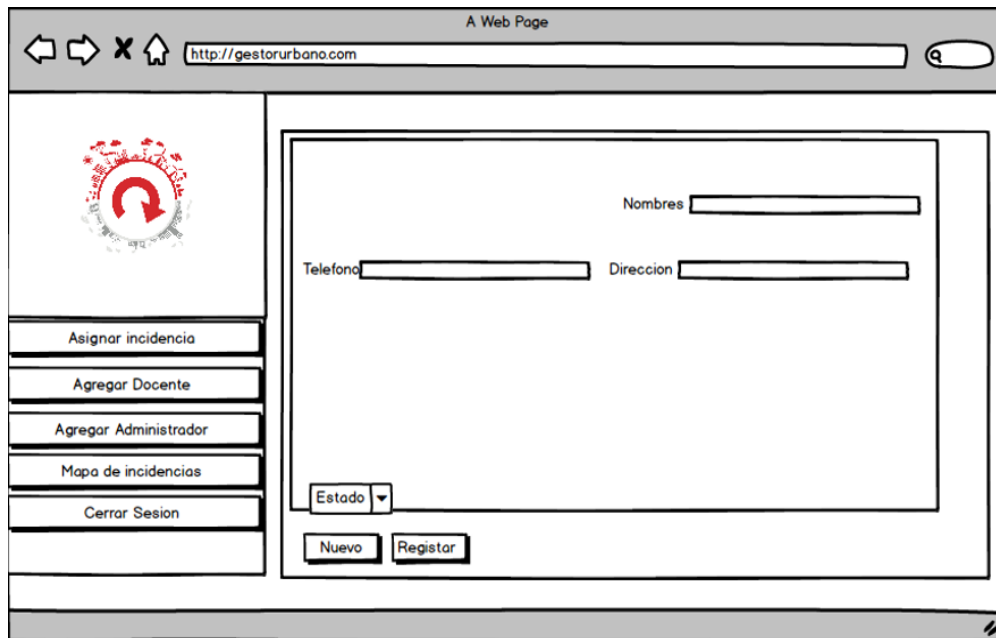 A Web Page
http://gestorurbano.com
Nombres
Telefono
Direccion
Asignar incidencia
Agregar Docente
Agregar Administrador
Mapa de incidencias
Cerrar Sesion
Estado
Nuevo
Registar